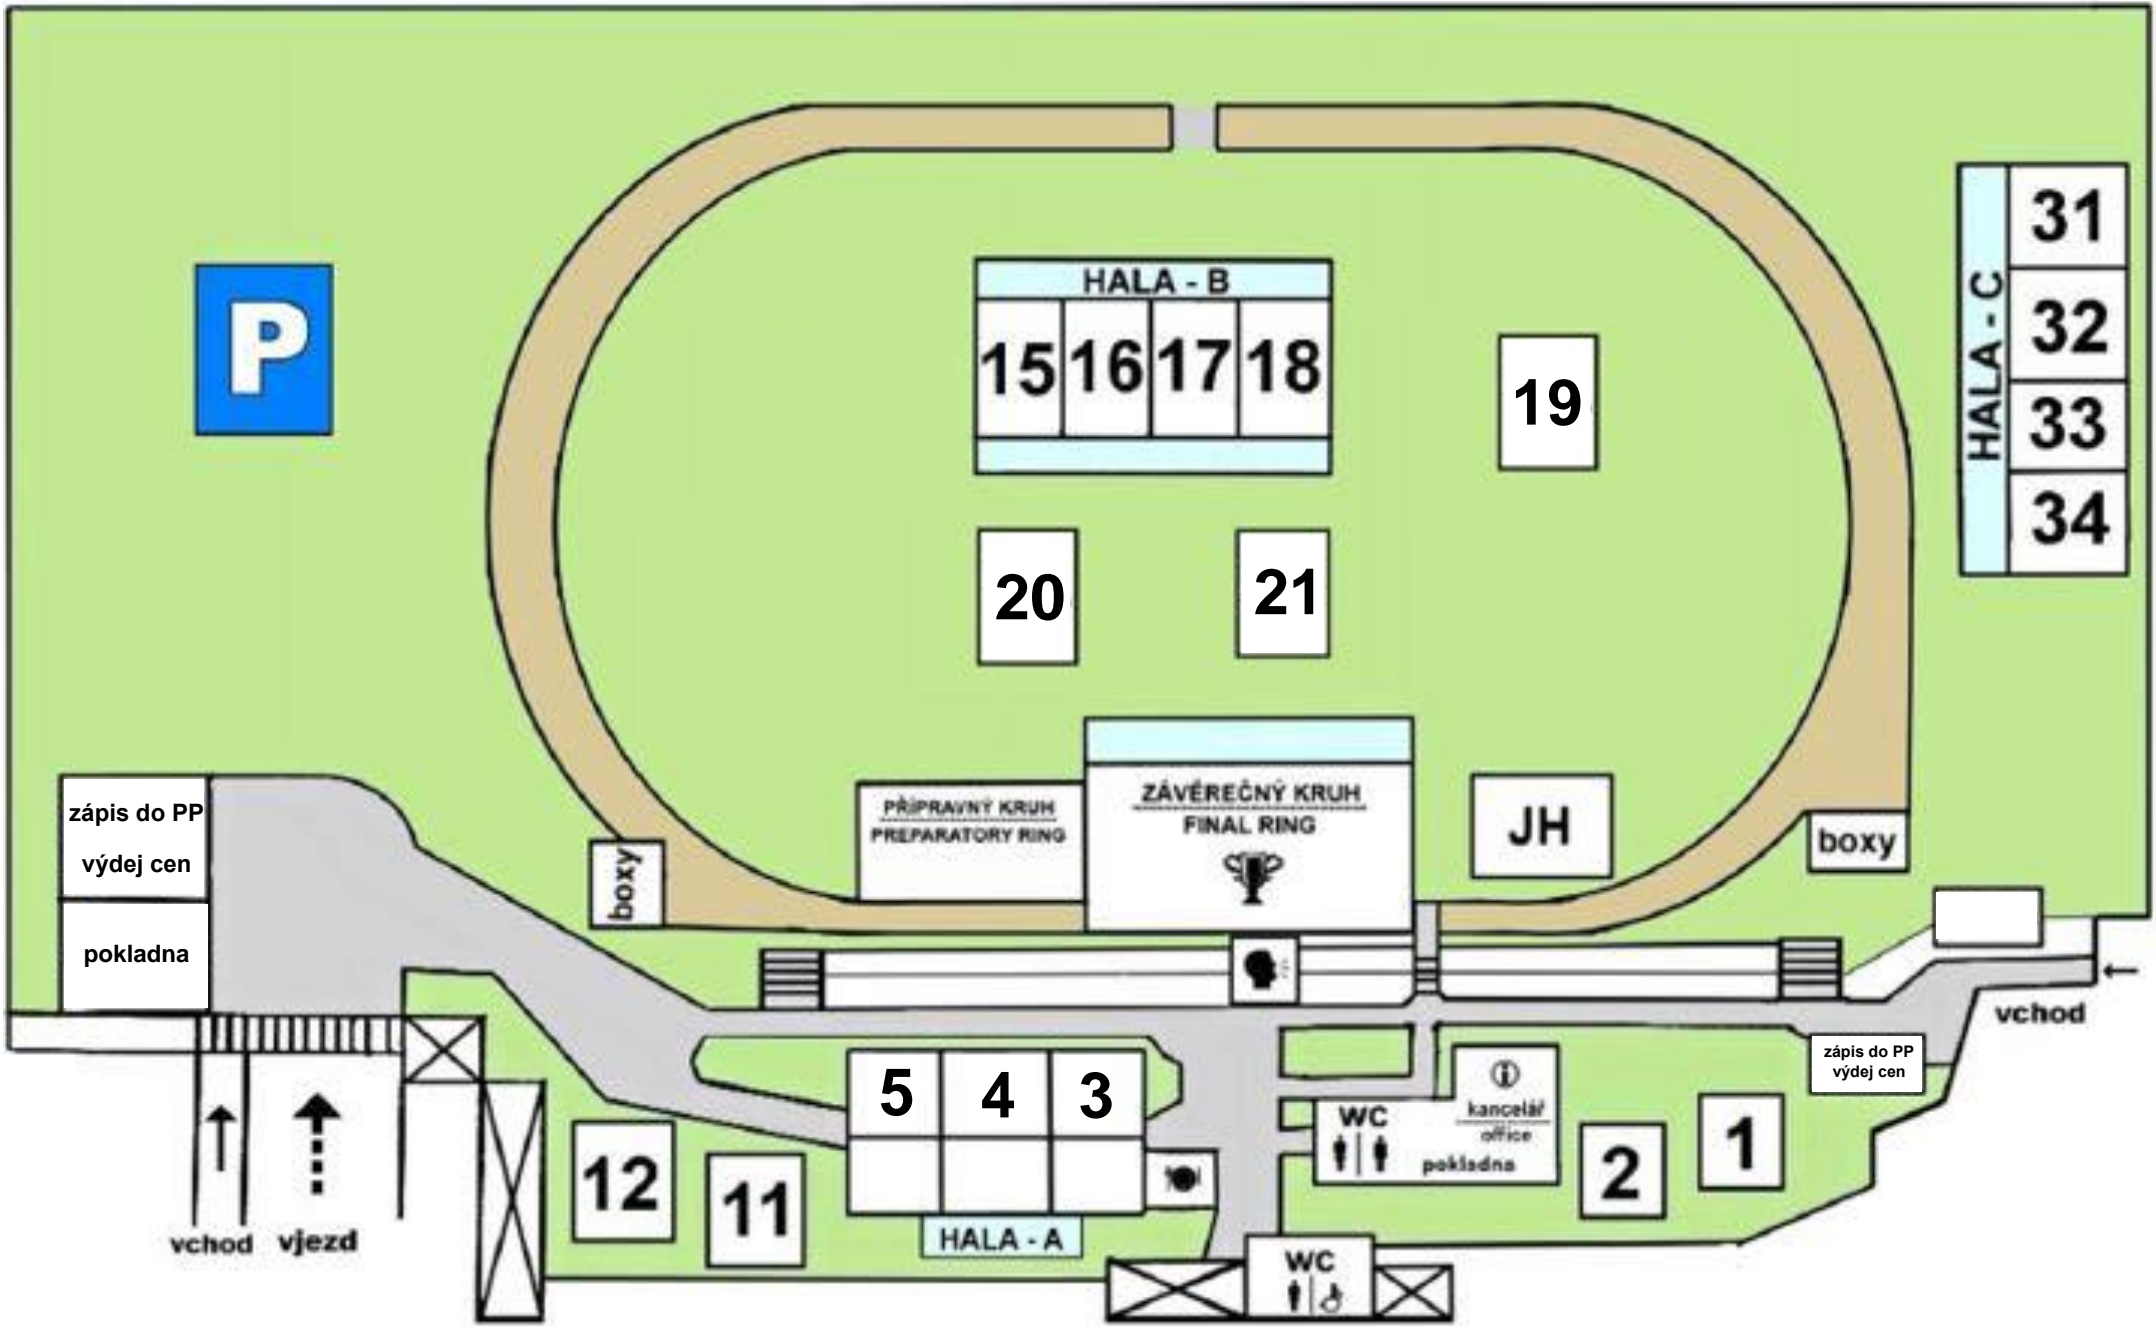 P
HALA - B
15 16 17 18
19
HALA - C
31
32
33
34
20
21
PŘÍPRAVNÝ KRUH
PREPARATORY RING
ZÁVĚREČNÝ KRUH
FINAL RING
JH
boxy
boxy
zápis do PP
výdej cen
pokladna
vchod
zápis do PP
výdej cen
5 4 3
HALA - A
12
11
WC
i
kancelář
office
pokladna
2
1
vchod
vjezd
WC